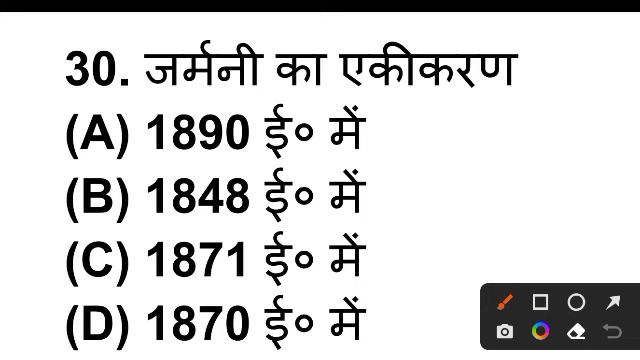 30. जर्मनी का एकीकरण
(A) 1890 ई० में
(B) 1848 ई० में
(C) 1871 ई० में
(D) 1870 ई० में